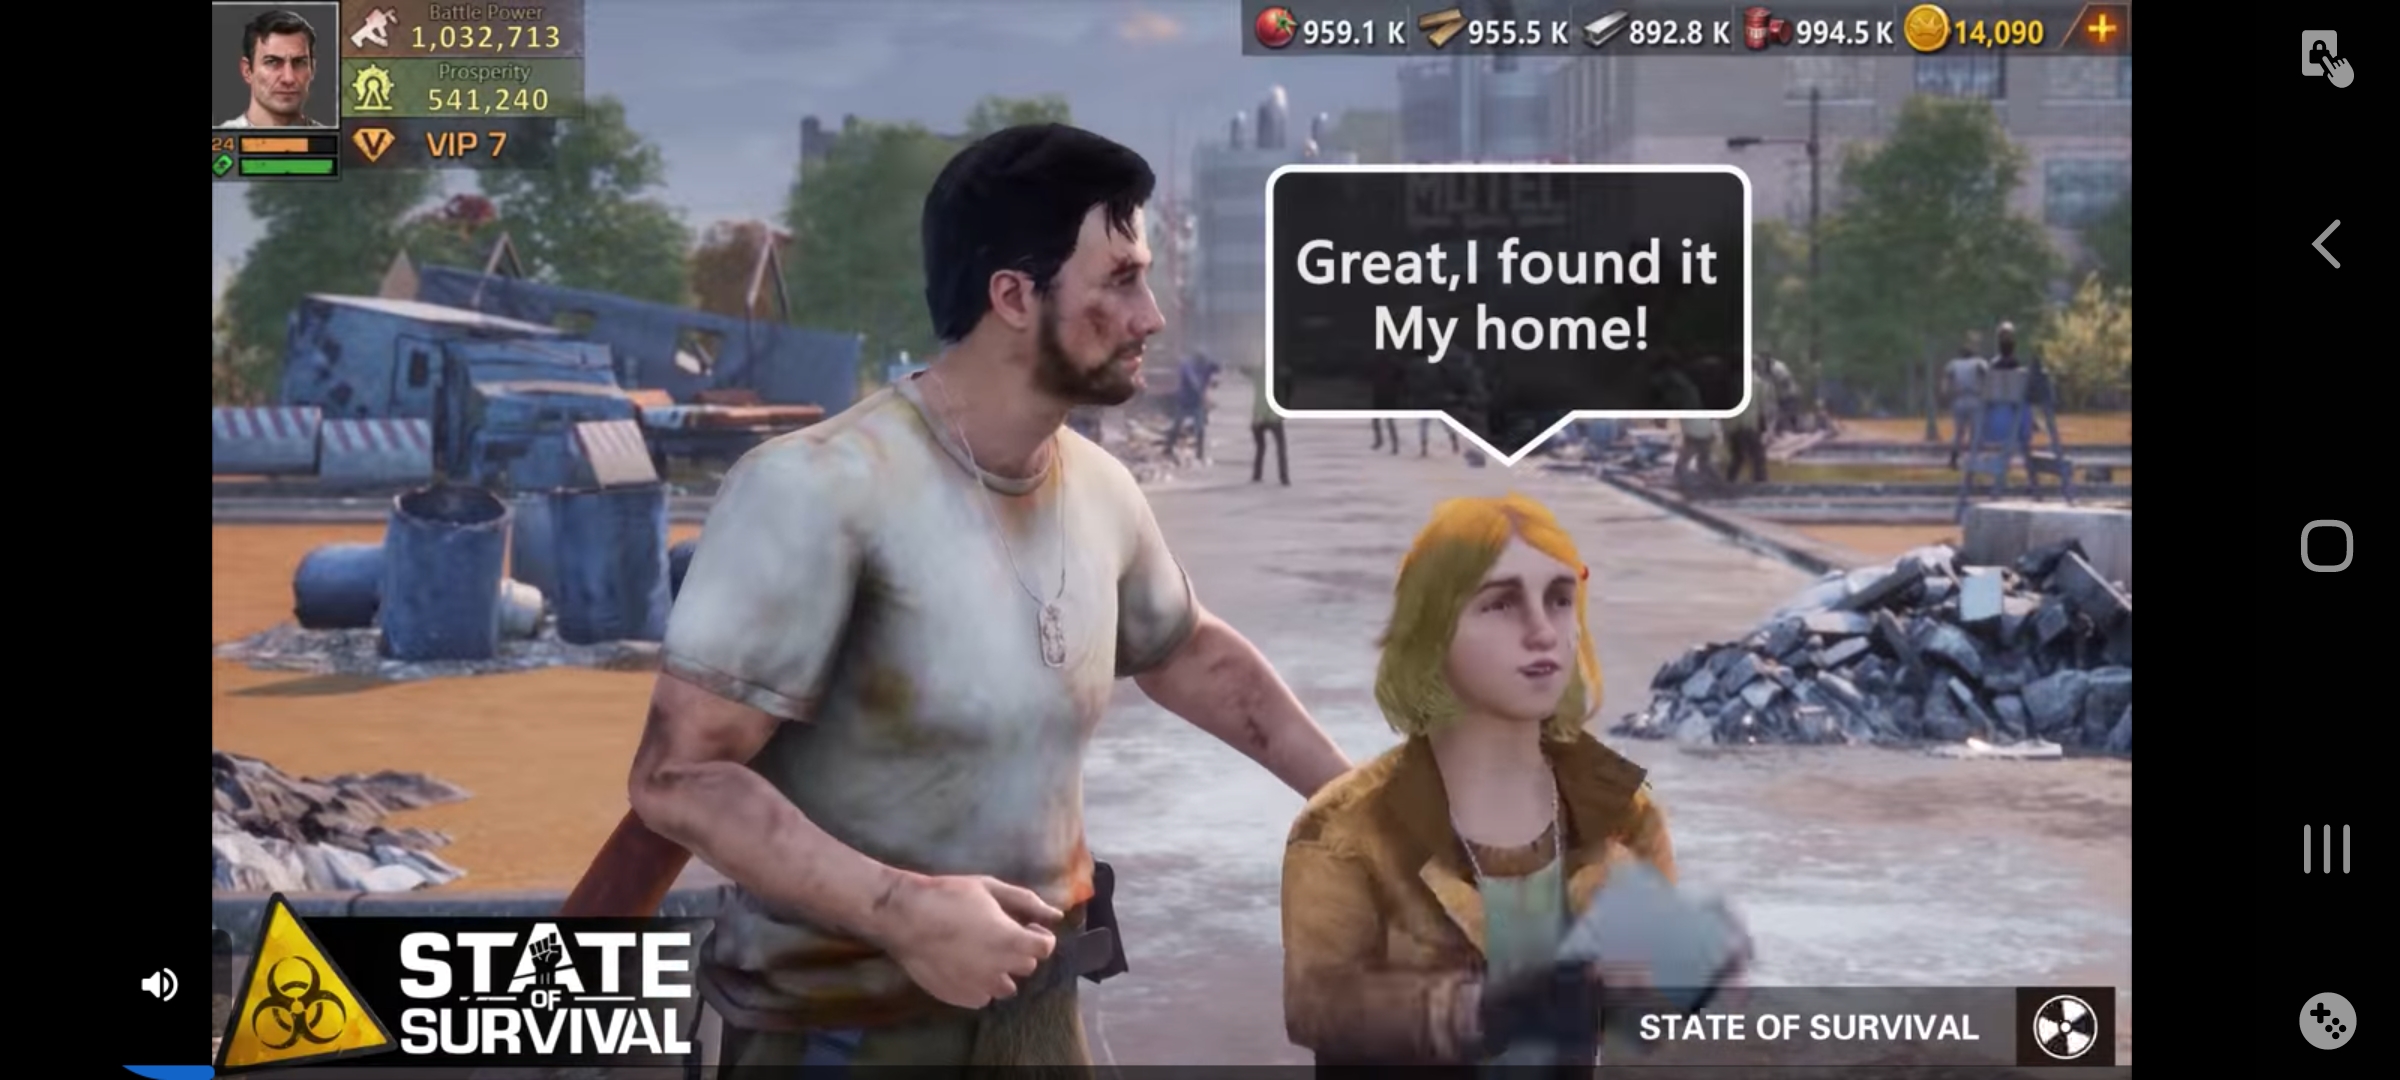 Battle Power
1,032,713
Prosperity
541,240
24
VIP 7
959.1 K
955.5 K
892.8 K
994.5 K
14,090
MOTEL
Great,I found it
My home!
STATE
OF
SURVIVAL
STATE OF SURVIVAL